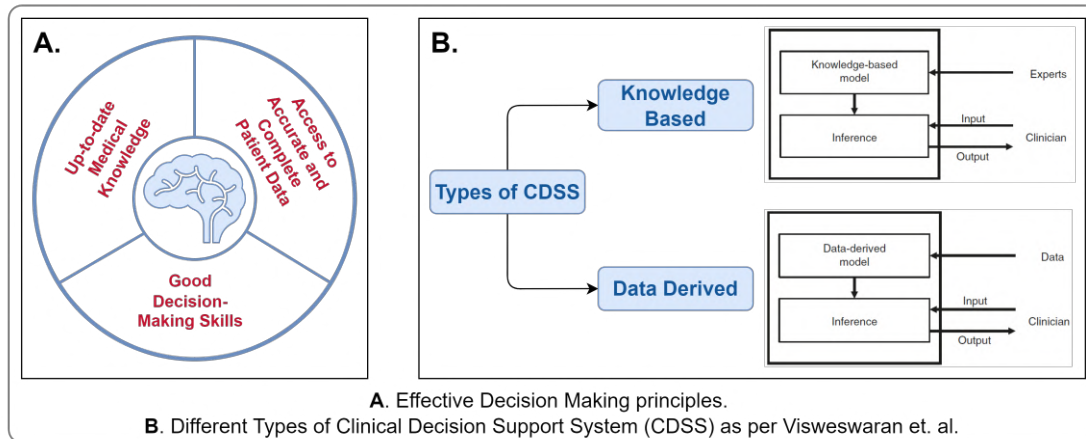 A.
Up-to-date
Medical
Knowledge
Access to
Accurate and
Complete
Patient Data
Good
Decision-
Making Skills
B.
Types of CDSS
Knowledge
Based
Data Derived
Knowledge-based
model
Experts
Input
Inference
Clinician
Output
Data-derived
model
Data
Input
Inference
Clinician
Output
A. Effective Decision Making principles.
B. Different Types of Clinical Decision Support System (CDSS) as per Visweswaran et. al.